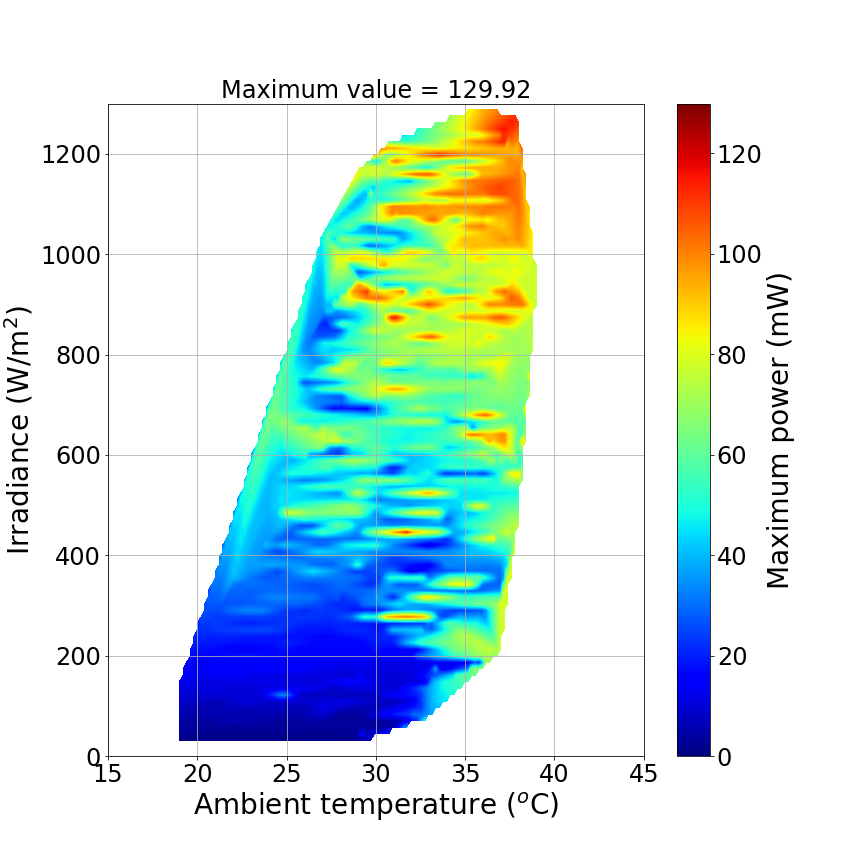 Maximum value = 129.92
Irradiance (W/m²)
1200
1000
800
600
400
200
0
15 20 25 30 35 40 45
Ambient temperature (°C)
120
100
80
60
40
20
0
Maximum power (mW)